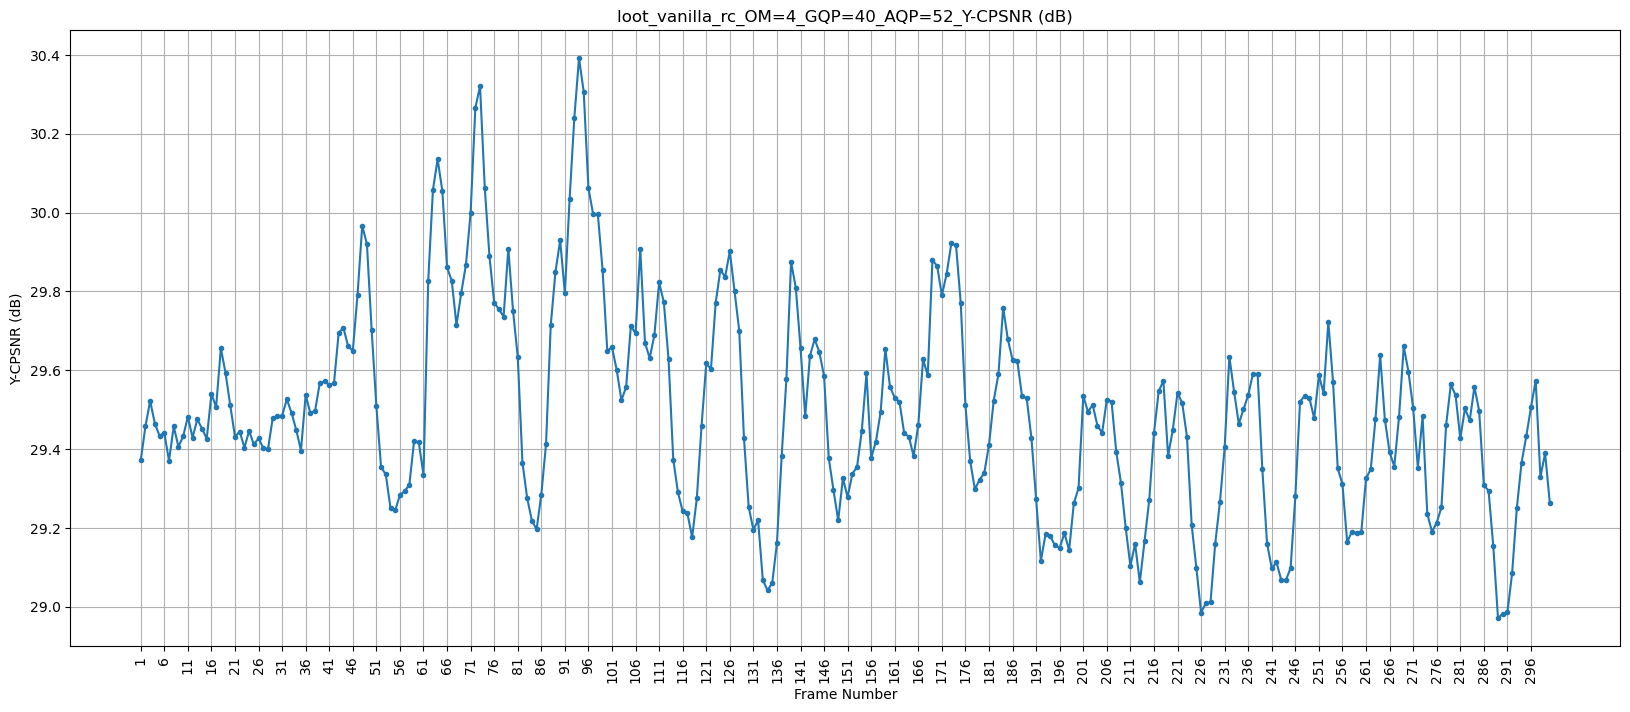 loot_vanilla_rc_OM=4_GQP=40_AQP=52_Y-CPSNR (dB)
30.4
30.2
30.0
29.8
29.6
29.4
29.2
29.0
Y-CPSNR (dB)
1 6 11 16 21 26 31 36 41 46 51 56 61 66 71 76 81 86 91 96 101 106 111 116 121 126 131 136 141 146 151 156 161 166 171 176 181 186 191 196 201 206 211 216 221 226 231 236 241 246 251 256 261 266 271 276 281 286 291 296
Frame Number